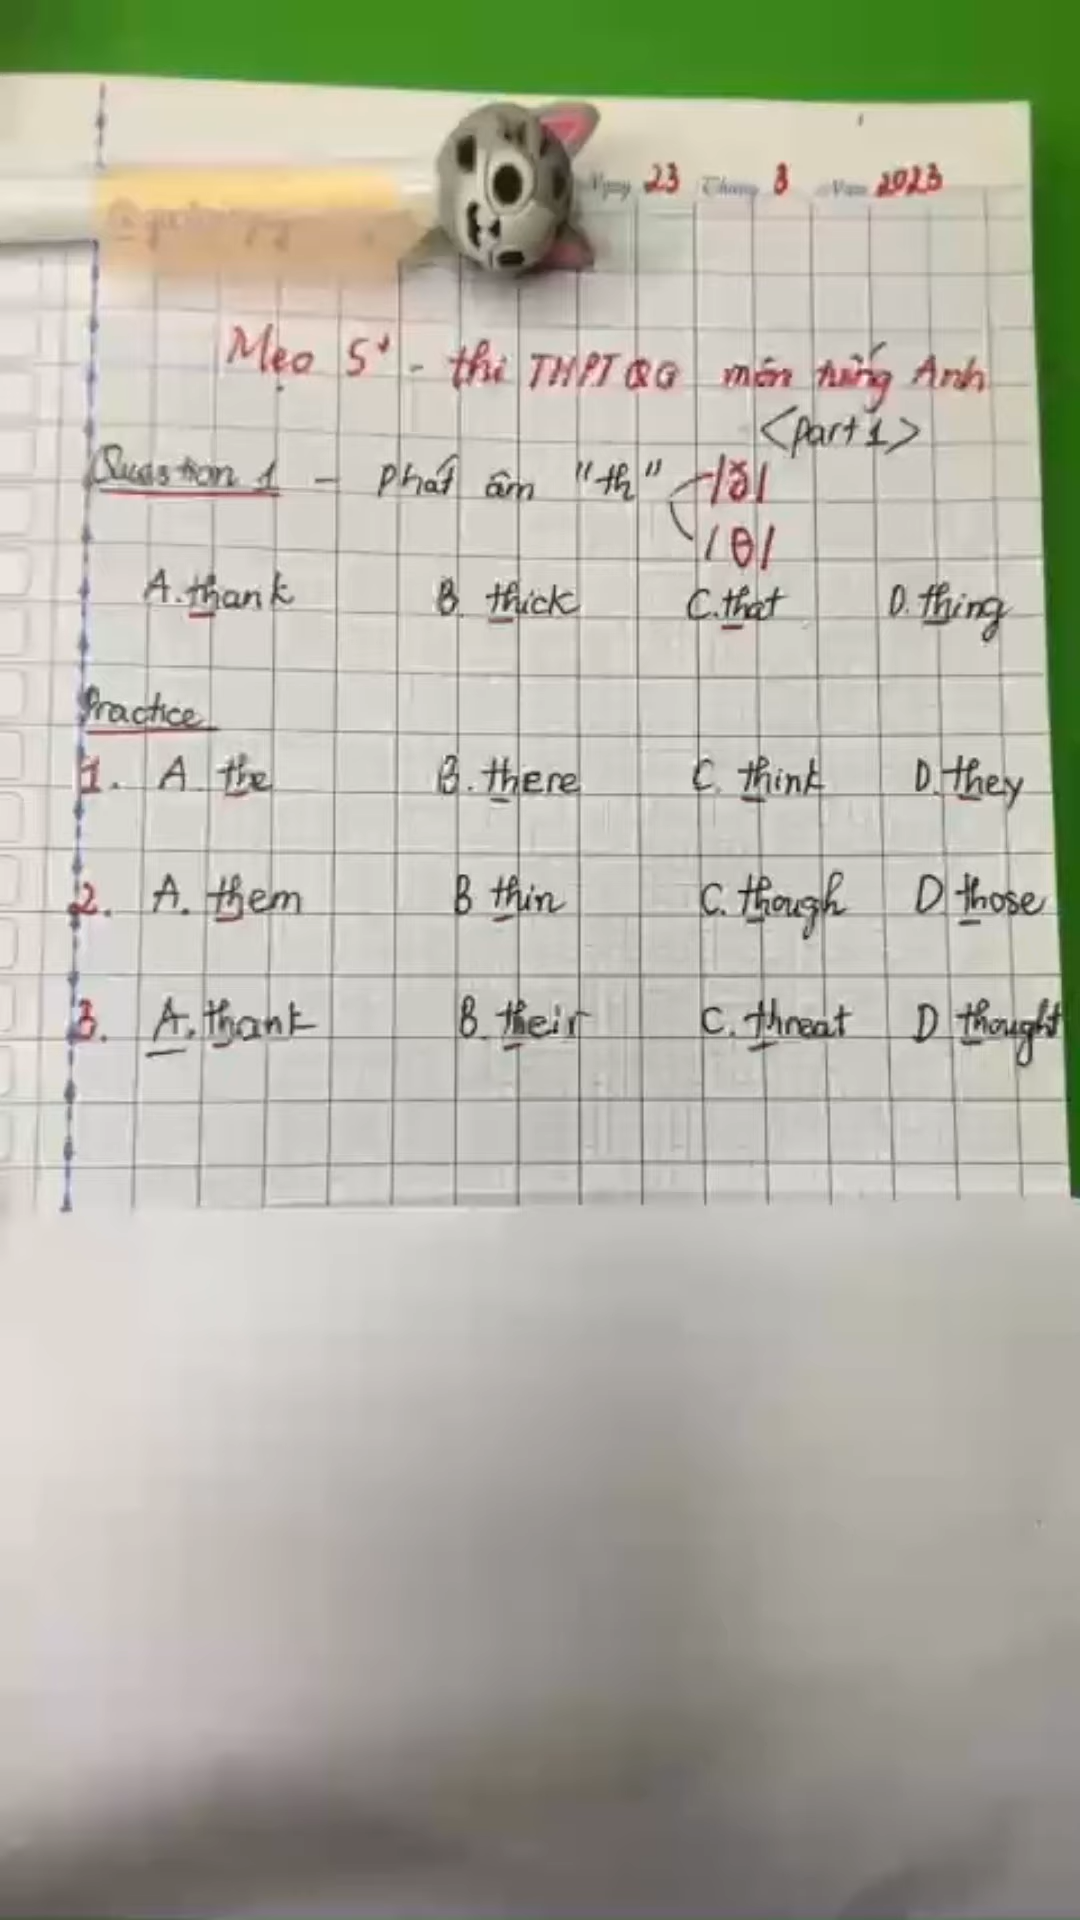 Ngày 23 Tháng 3 Năm 2023
Mẹo 5+ - thi THPT QG môn tiếng Anh
<part 1>
Question 1 - phát âm "th" /ð/
/θ/
A. thank B. thick C. that D. thing
Practice
1. A. the B. there C. think D. they
2. A. them B thin C. though D those
3. A. thank B. their C. threat D thought